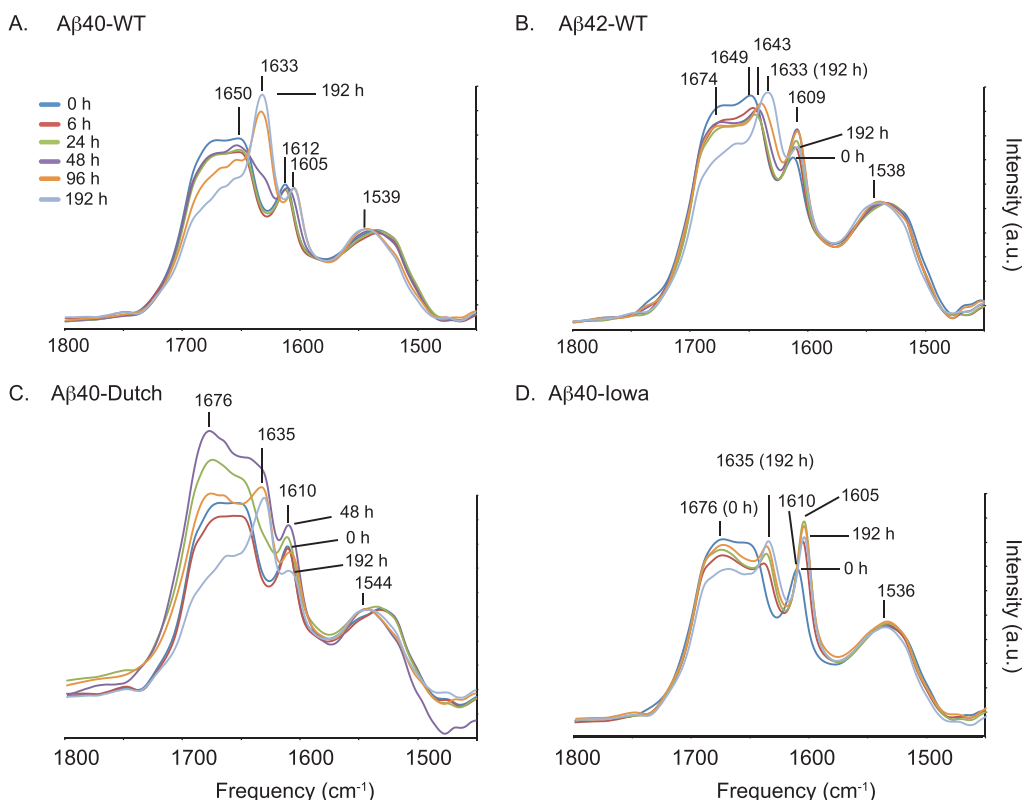 A. Aβ40-WT
B. Aβ42-WT
1633
192 h
1650
1612
1605
1539
0 h
6 h
24 h
48 h
96 h
192 h
1800 1700 1600 1500
1643
1649
1633 (192 h)
1674
1609
192 h
0 h
1538
Intensity (a.u.)
1800 1700 1600 1500
C. Aβ40-Dutch
D. Aβ40-Iowa
1676
1635
1610
48 h
0 h
192 h
1544
1800 1700 1600 1500
Frequency (cm-1)
1635 (192 h)
1676 (0 h)
1610
1605
192 h
0 h
1536
Intensity (a.u.)
1800 1700 1600 1500
Frequency (cm-1)